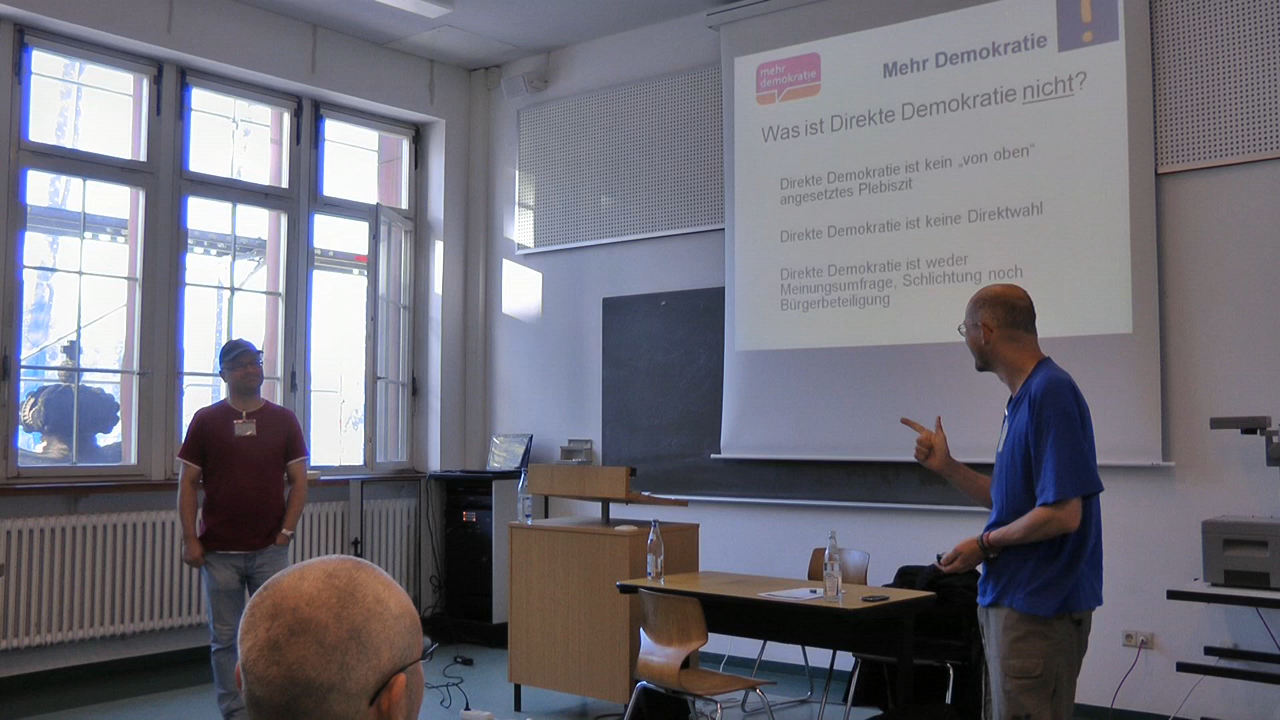 mehr
demokratie
!
Mehr Demokratie
Was ist Direkte Demokratie nicht?
Direkte Demokratie ist kein „von oben“
angesetztes Plebiszit
Direkte Demokratie ist keine Direktwahl
Direkte Demokratie ist weder
Meinungsumfrage, Schlichtung noch
Bürgerbeteiligung